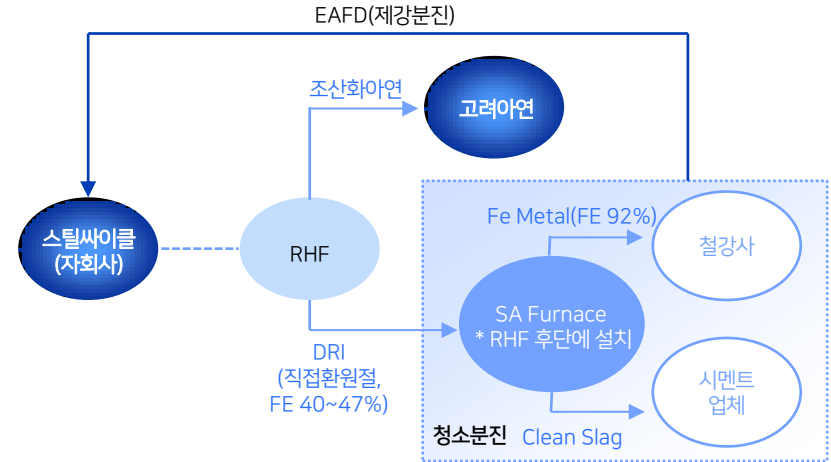 EAFD(제강분진)
조산화아연
고려아연
스틸싸이클
(자회사)
RHF
Fe Metal(FE 92%)
철강사
SA Furnace
* RHF 후단에 설치
DRI
(직접환원절,
FE 40~47%)
시멘트
업체
청소분진
Clean Slag